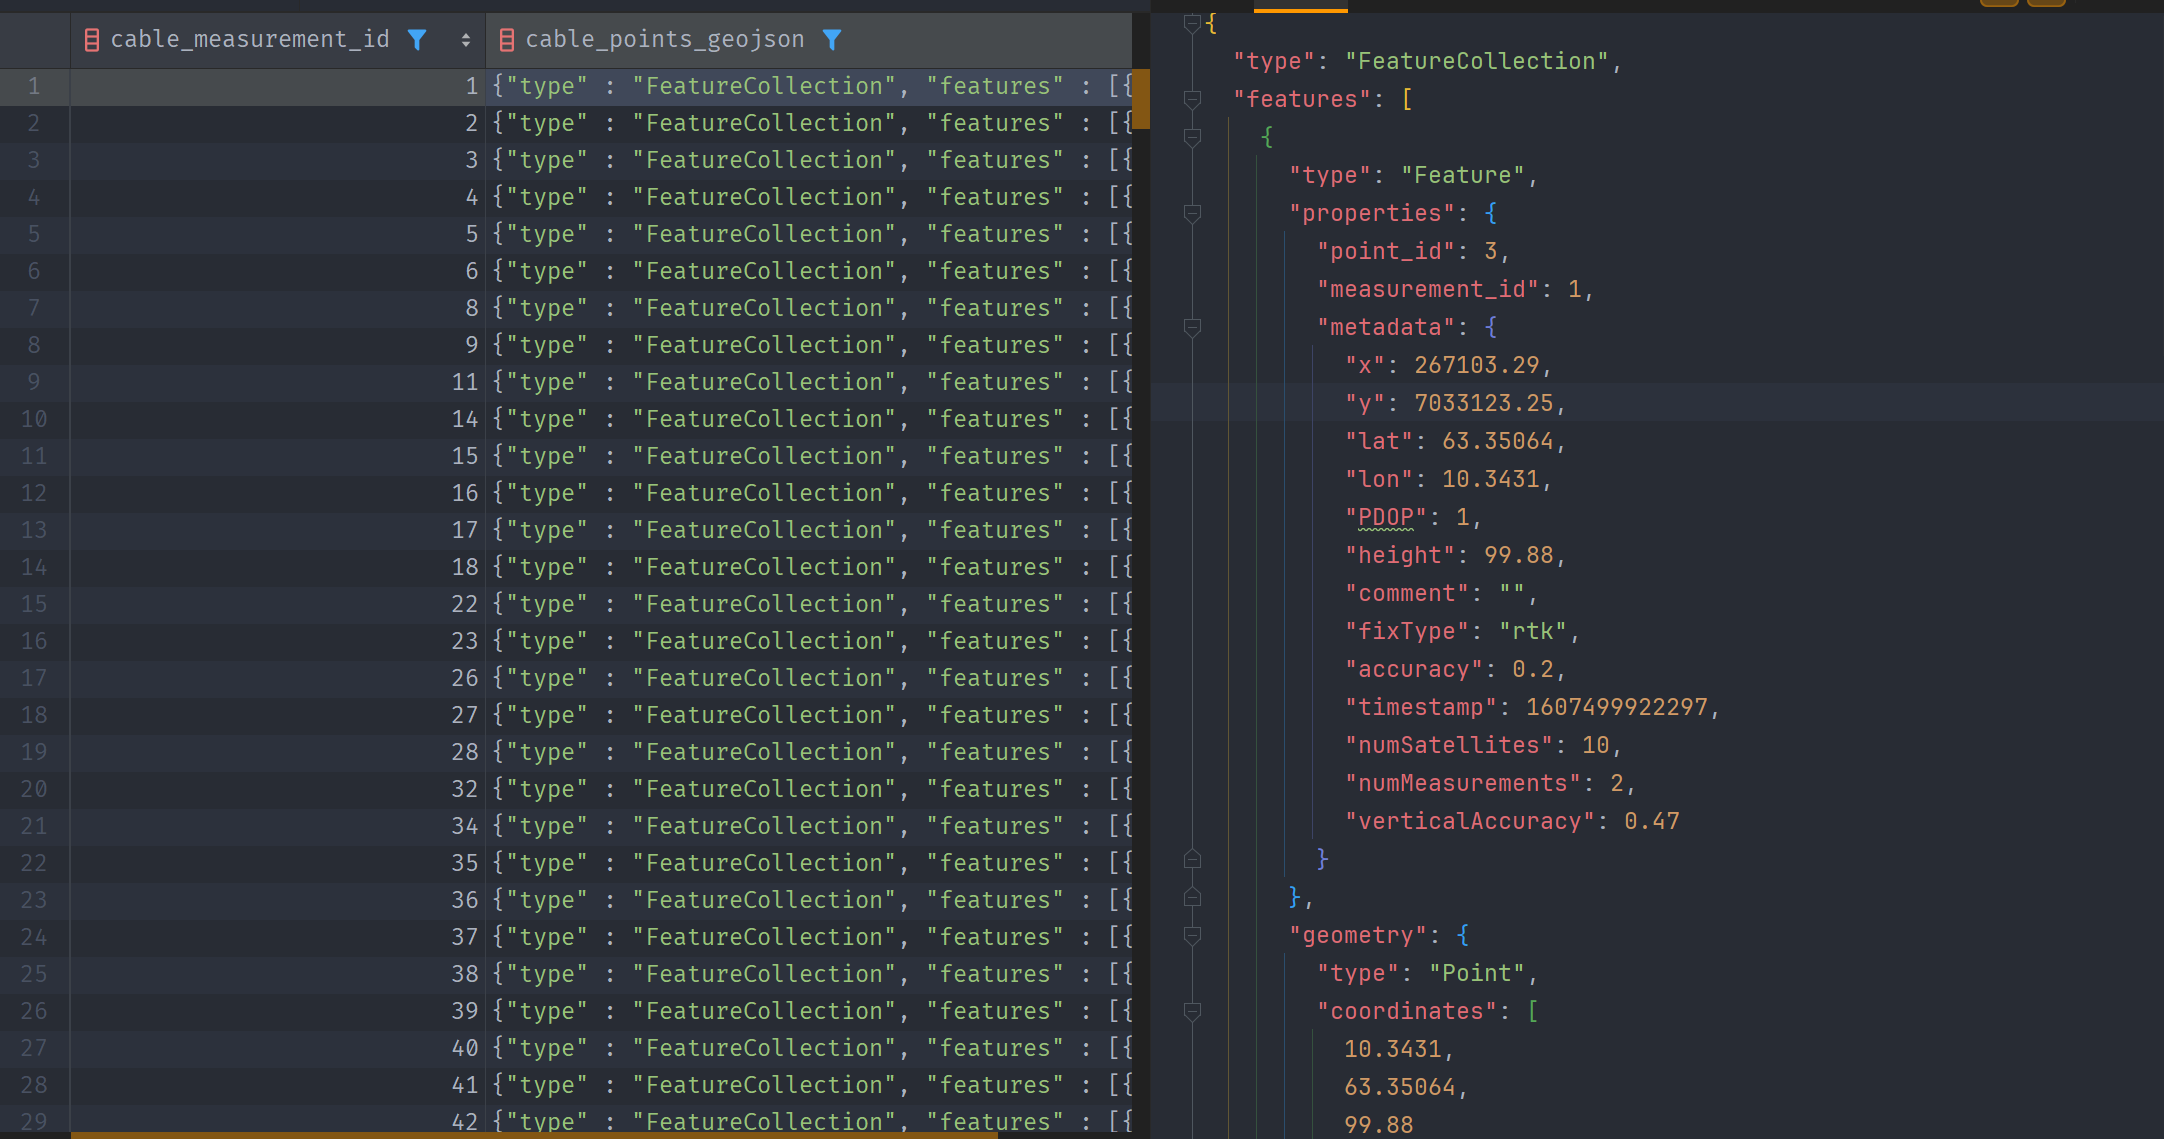 cable_measurement_id cable_points_geojson
1 1 {"type" : "FeatureCollection", "features" : [{
2 2 {"type" : "FeatureCollection", "features" : [{
3 3 {"type" : "FeatureCollection", "features" : [{
4 4 {"type" : "FeatureCollection", "features" : [{
5 5 {"type" : "FeatureCollection", "features" : [{
6 6 {"type" : "FeatureCollection", "features" : [{
7 8 {"type" : "FeatureCollection", "features" : [{
8 9 {"type" : "FeatureCollection", "features" : [{
9 11 {"type" : "FeatureCollection", "features" : [{
10 14 {"type" : "FeatureCollection", "features" : [{
11 15 {"type" : "FeatureCollection", "features" : [{
12 16 {"type" : "FeatureCollection", "features" : [{
13 17 {"type" : "FeatureCollection", "features" : [{
14 18 {"type" : "FeatureCollection", "features" : [{
15 22 {"type" : "FeatureCollection", "features" : [{
16 23 {"type" : "FeatureCollection", "features" : [{
17 26 {"type" : "FeatureCollection", "features" : [{
18 27 {"type" : "FeatureCollection", "features" : [{
19 28 {"type" : "FeatureCollection", "features" : [{
20 32 {"type" : "FeatureCollection", "features" : [{
21 34 {"type" : "FeatureCollection", "features" : [{
22 35 {"type" : "FeatureCollection", "features" : [{
23 36 {"type" : "FeatureCollection", "features" : [{
24 37 {"type" : "FeatureCollection", "features" : [{
25 38 {"type" : "FeatureCollection", "features" : [{
26 39 {"type" : "FeatureCollection", "features" : [{
27 40 {"type" : "FeatureCollection", "features" : [{
28 41 {"type" : "FeatureCollection", "features" : [{
29 42 {"type" : "FeatureCollection", "features" : [{
{
"type": "FeatureCollection",
"features": [
{
"type": "Feature",
"properties": {
"point_id": 3,
"measurement_id": 1,
"metadata": {
"x": 267103.29,
"y": 7033123.25,
"lat": 63.35064,
"lon": 10.3431,
"PDOP": 1,
"height": 99.88,
"comment": "",
"fixType": "rtk",
"accuracy": 0.2,
"timestamp": 1607499922297,
"numSatellites": 10,
"numMeasurements": 2,
"verticalAccuracy": 0.47
}
},
"geometry": {
"type": "Point",
"coordinates": [
10.3431,
63.35064,
99.88